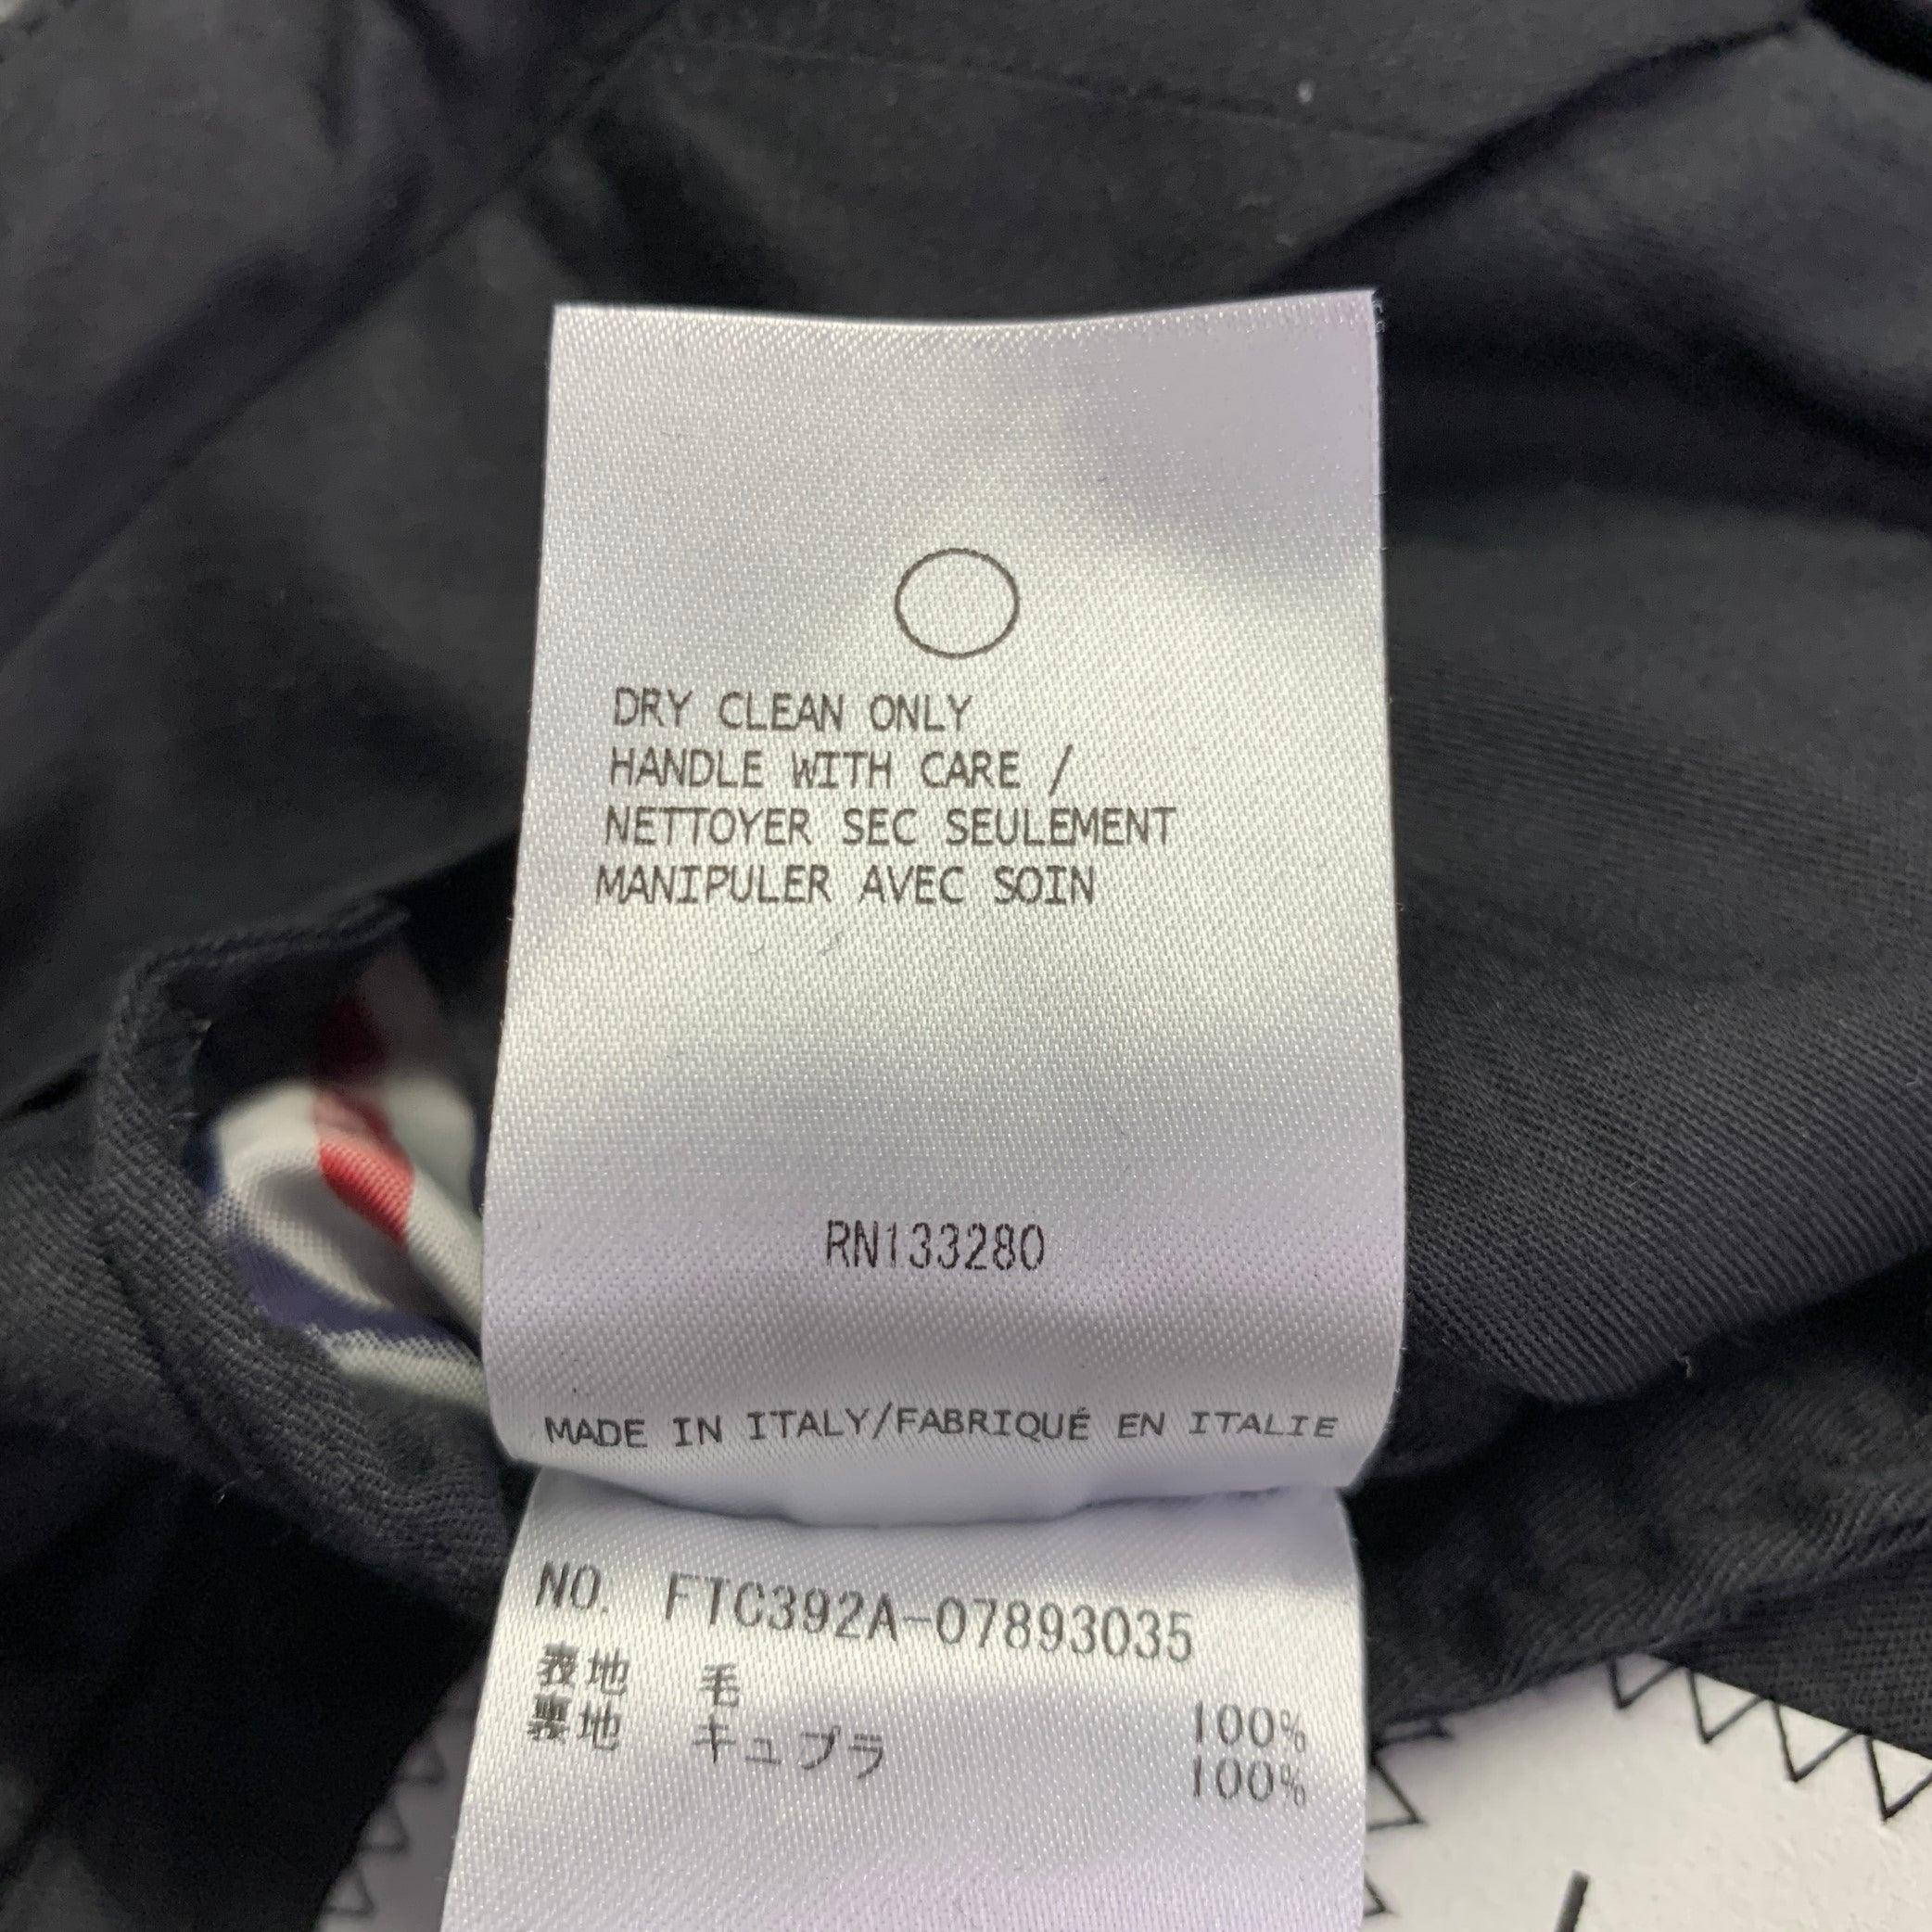 DRY CLEAN ONLY
HANDLE WITH CARE /
NETTOYER SEC SEULEMENT
MANIPULER AVEC SOIN
RN133280
MADE IN ITALY/FABRIQUÉ EN ITALIE
NO. FTC392A-07893035
表地 毛 100%
裏地 キュプラ 100%